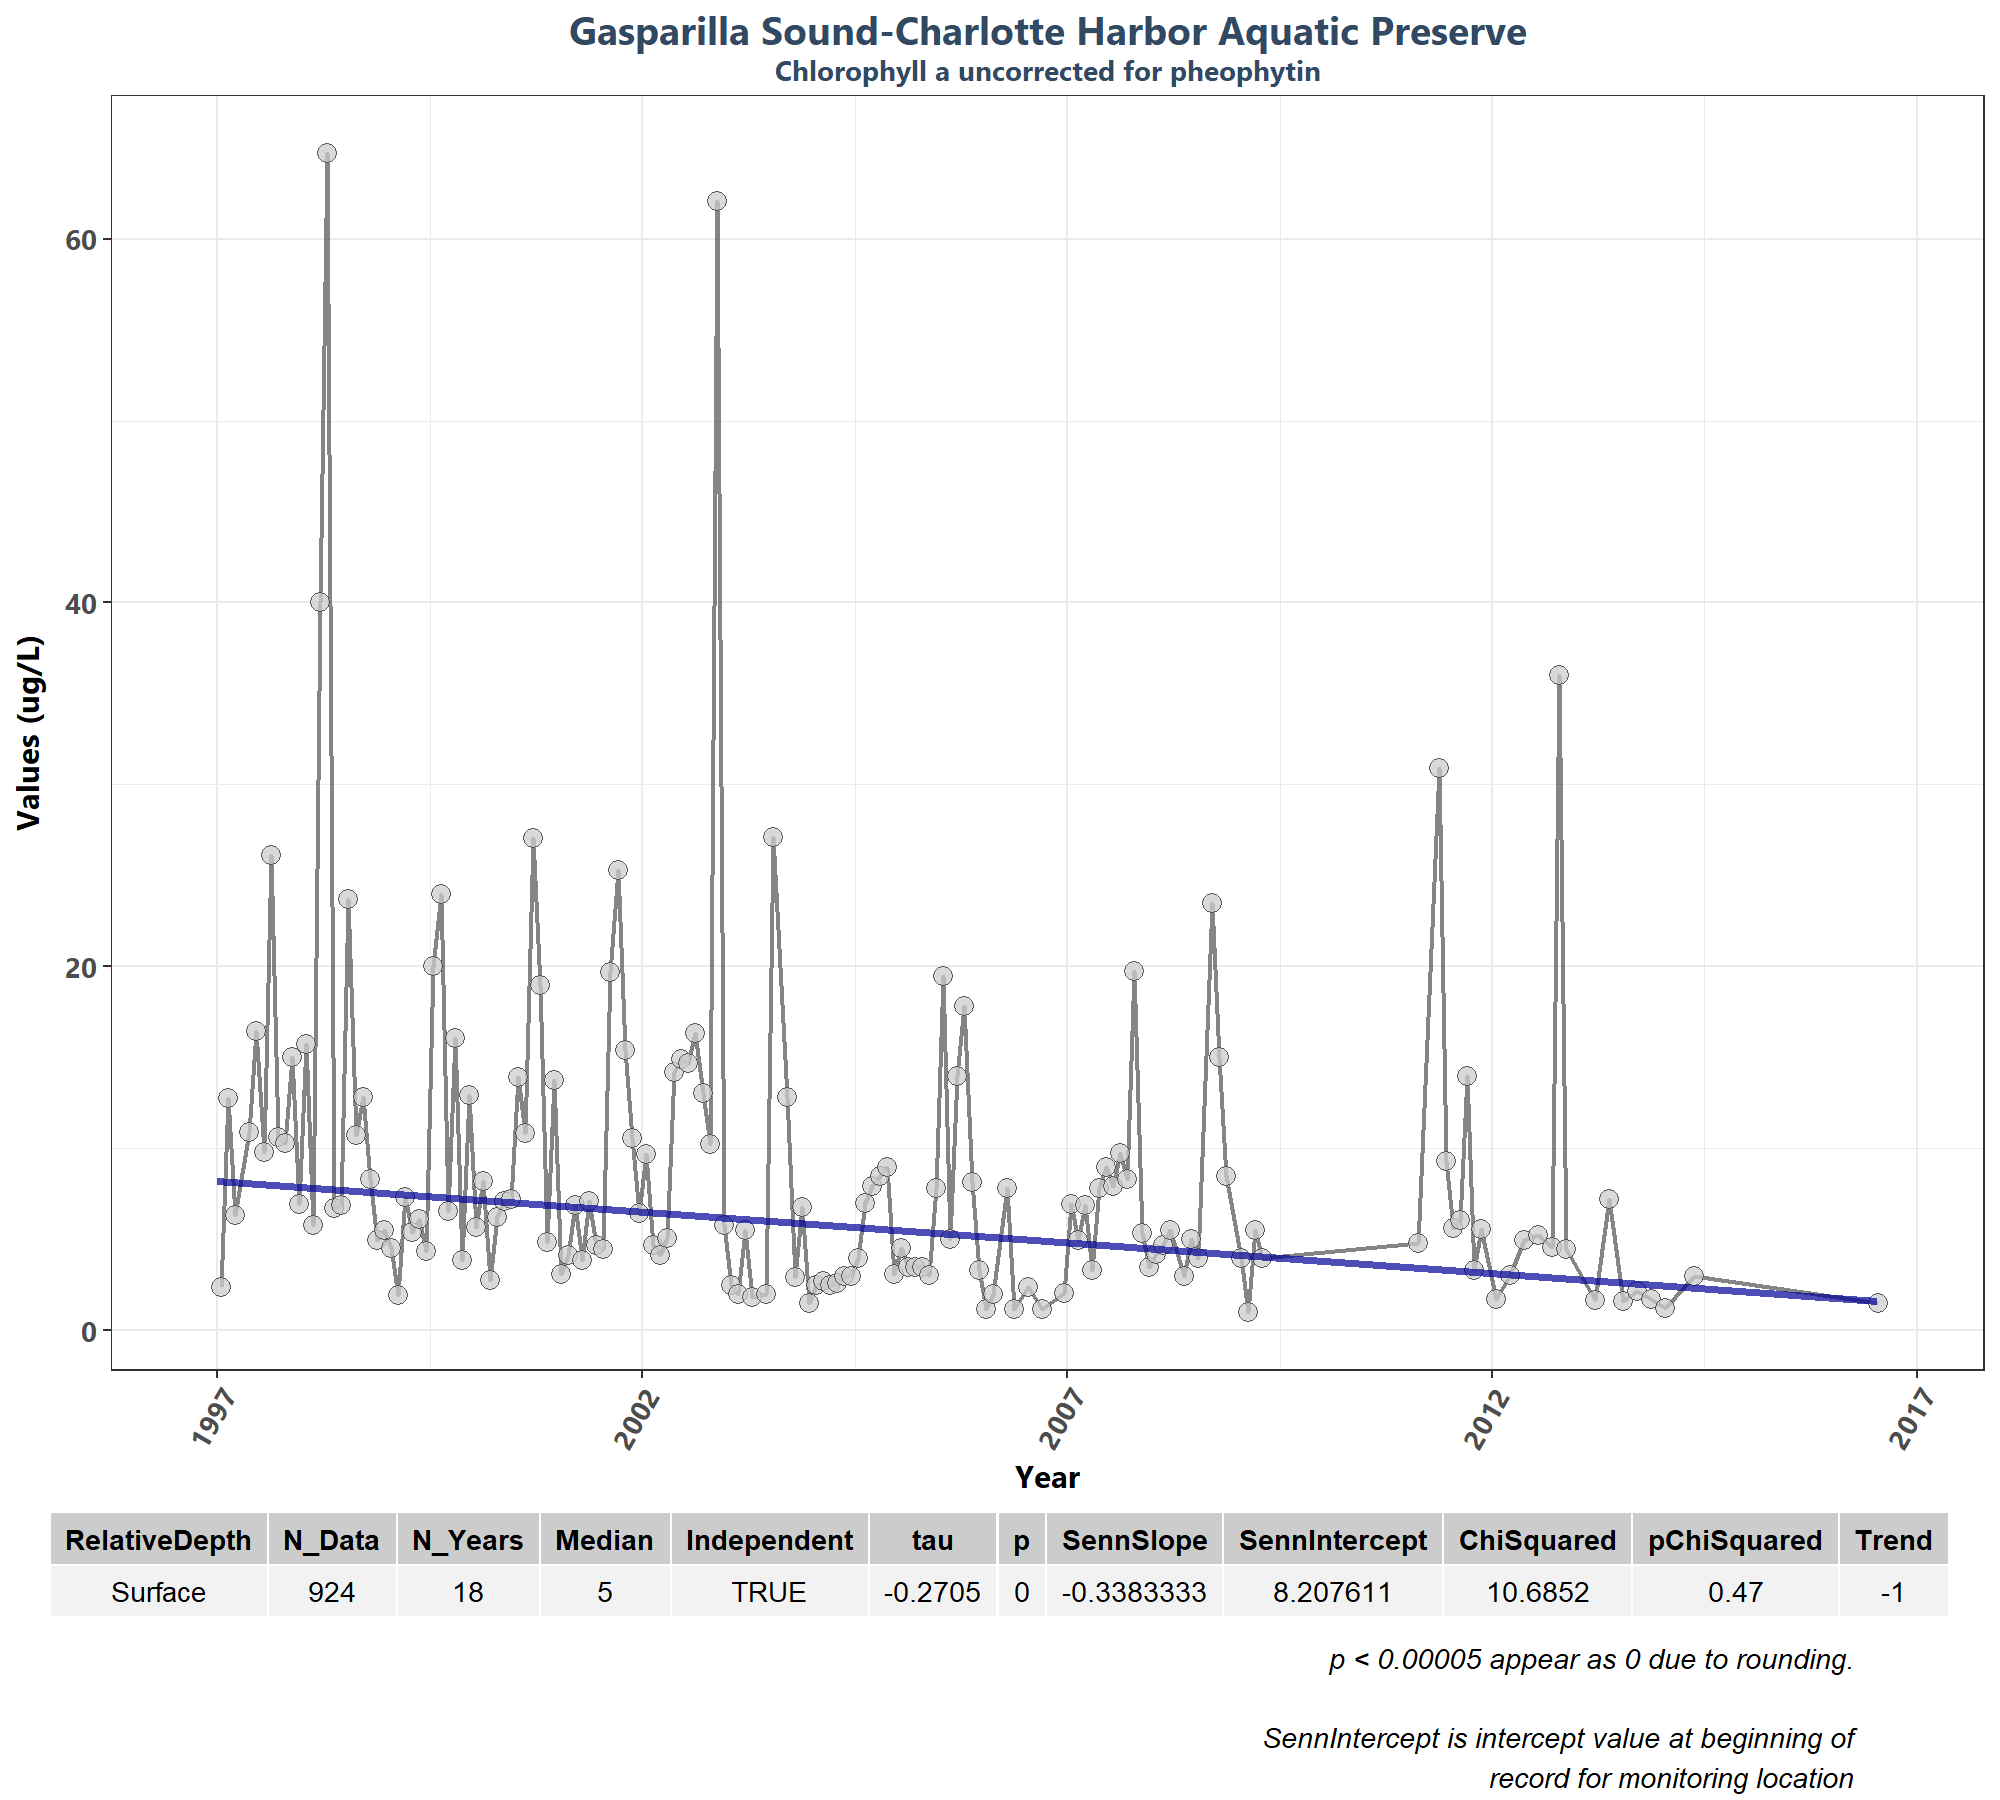 Gasparilla Sound-Charlotte Harbor Aquatic Preserve
Chlorophyll a uncorrected for pheophytin
Values (ug/L)
60
40
20
0
1997 2002 2007 2012 2017
Year
RelativeDepth N_Data N_Years Median Independent tau p SennSlope SennIntercept ChiSquared pChiSquared Trend
Surface 924 18 5 TRUE -0.2705 0 -0.3383333 8.207611 10.6852 0.47 -1
p < 0.00005 appear as 0 due to rounding.
SennIntercept is intercept value at beginning of
record for monitoring location